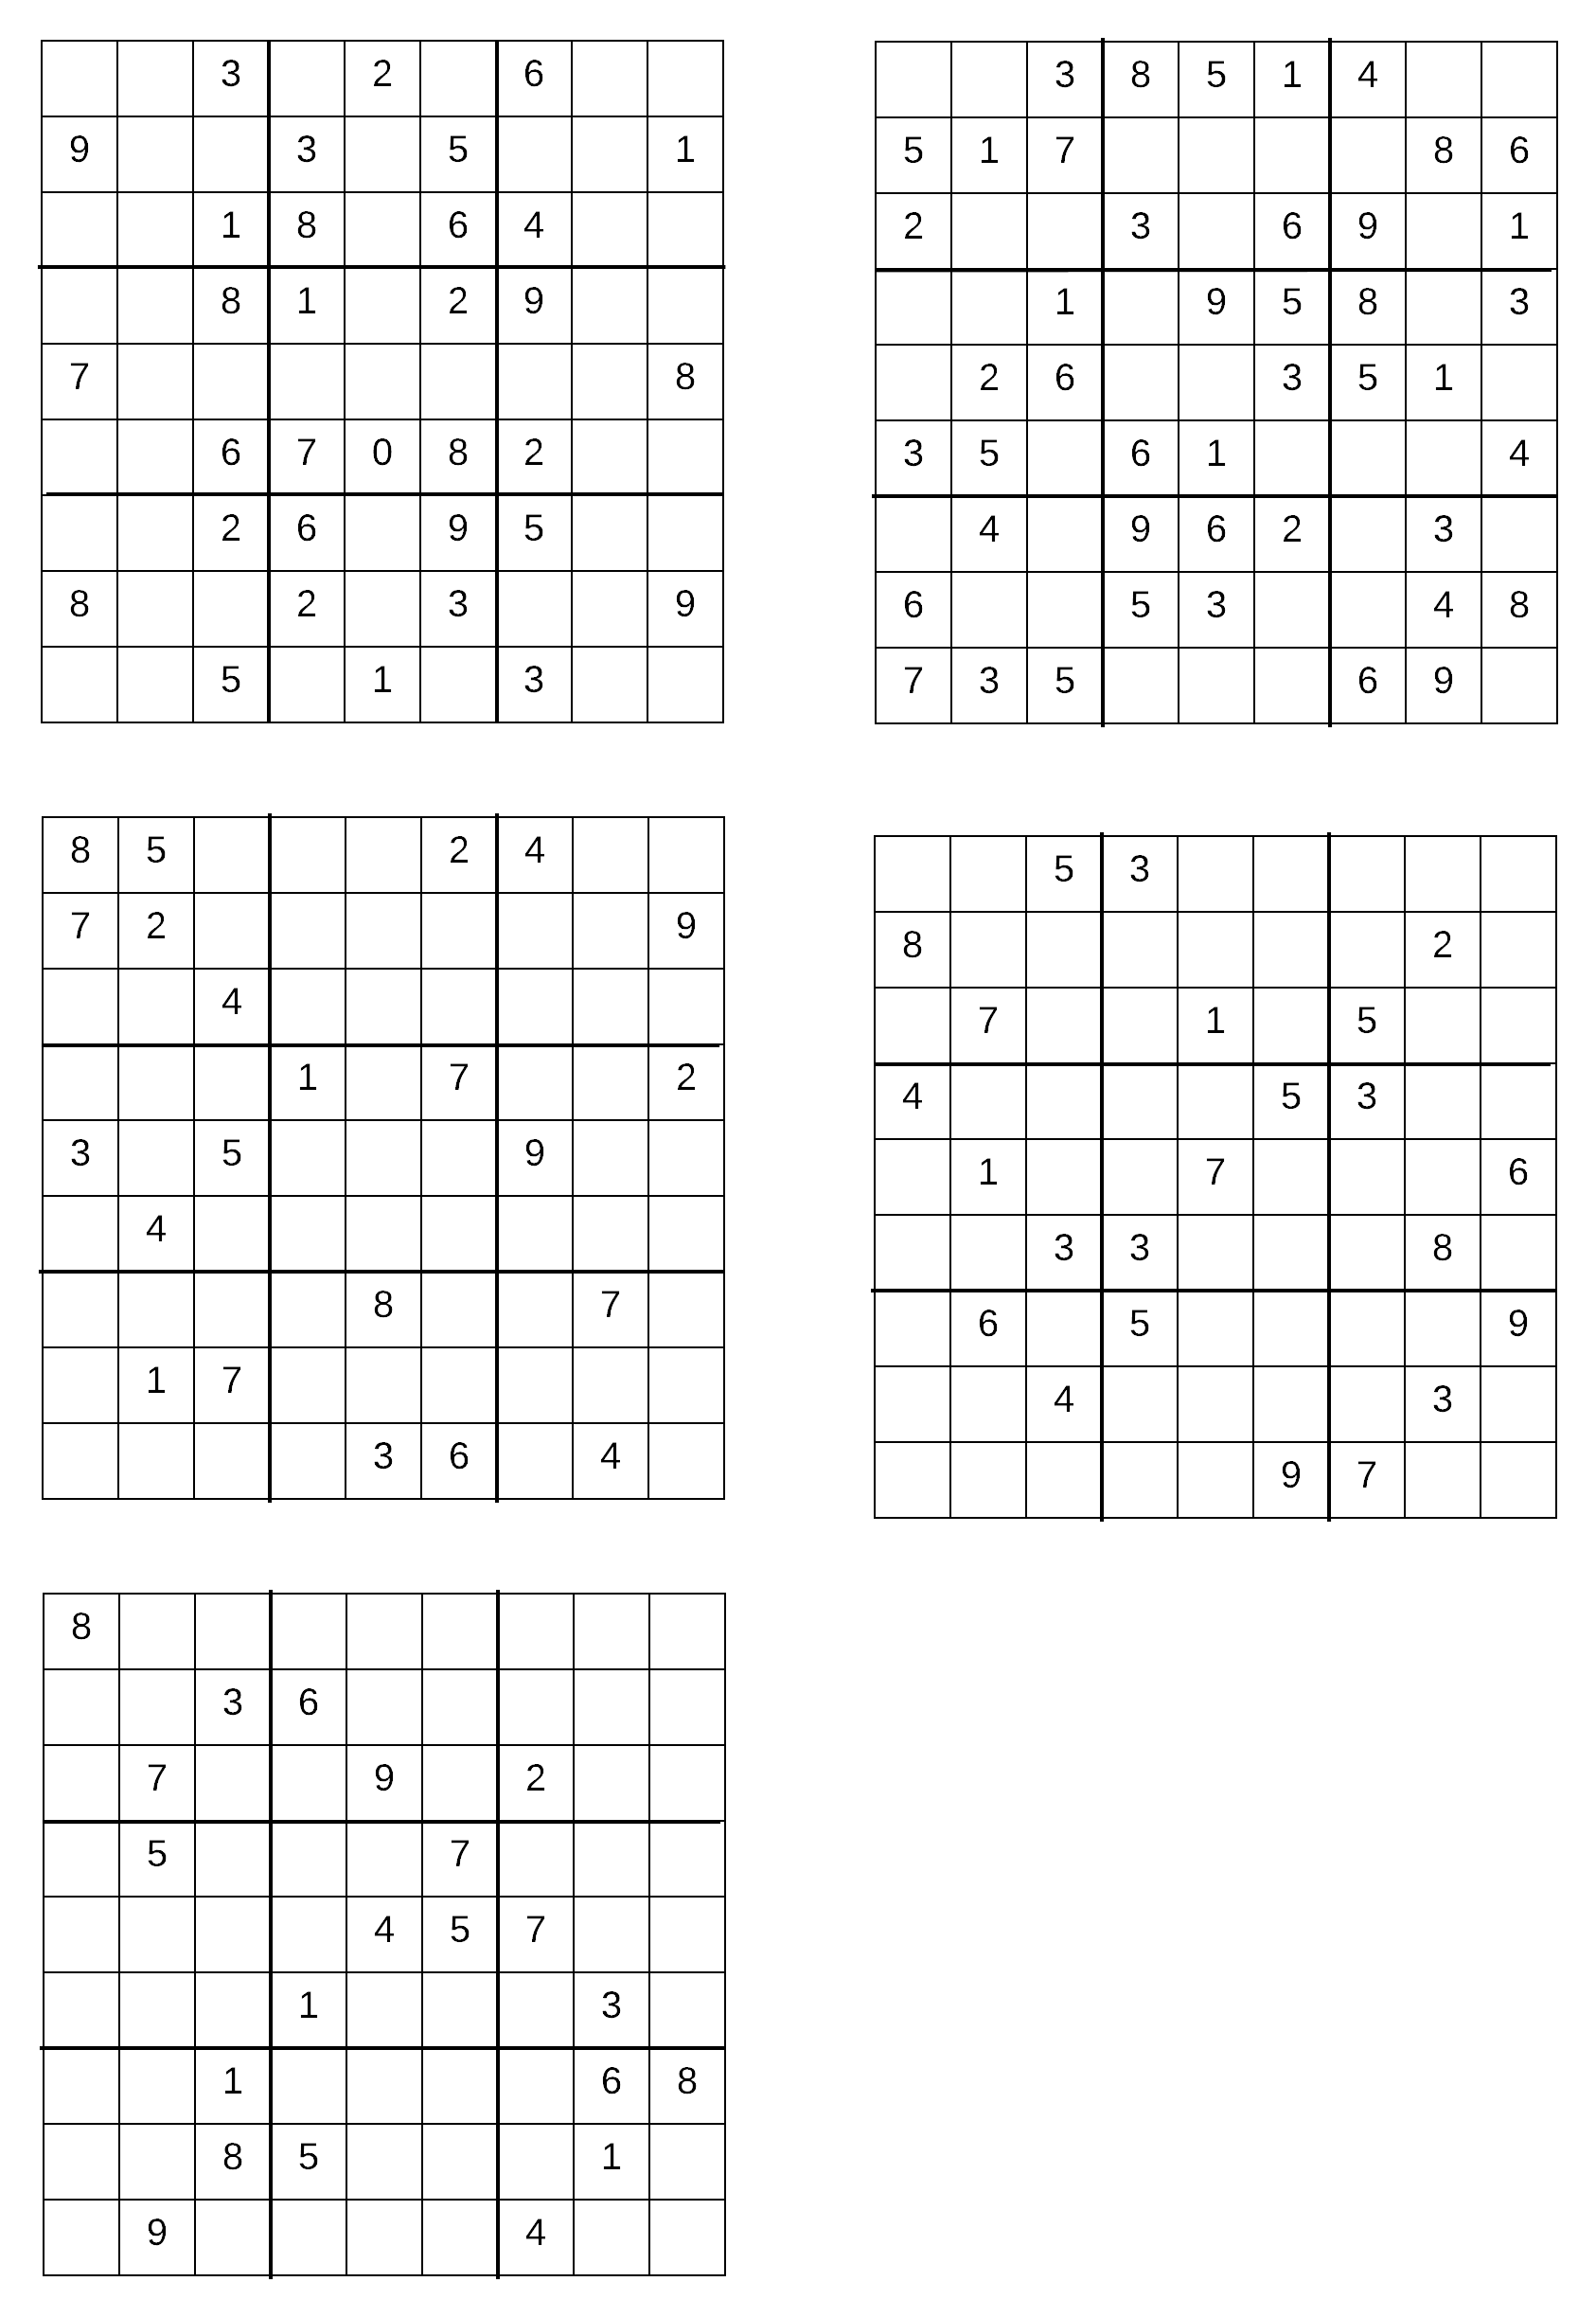 3 2 6
9 3 5 1
1 8 6 4
8 1 2 9
7 8
6 7 0 8 2
2 6 9 5
8 2 3 9
5 1 3
3 8 5 1 4
5 1 7 8 6
2 3 6 9 1
1 9 5 8 3
2 6 3 5 1
3 5 6 1 4
4 9 6 2 3
6 5 3 4 8
7 3 5 6 9
8 5 2 4
7 2 9
4
1 7 2
3 5 9
4
8 7
1 7
3 6 4
5 3
8 2
7 1 5
4 5 3
1 7 6
3 3 8
6 5 9
4 3
9 7
8
3 6
7 9 2
5 7
4 5 7
1 3
1 6 8
8 5 1
9 4